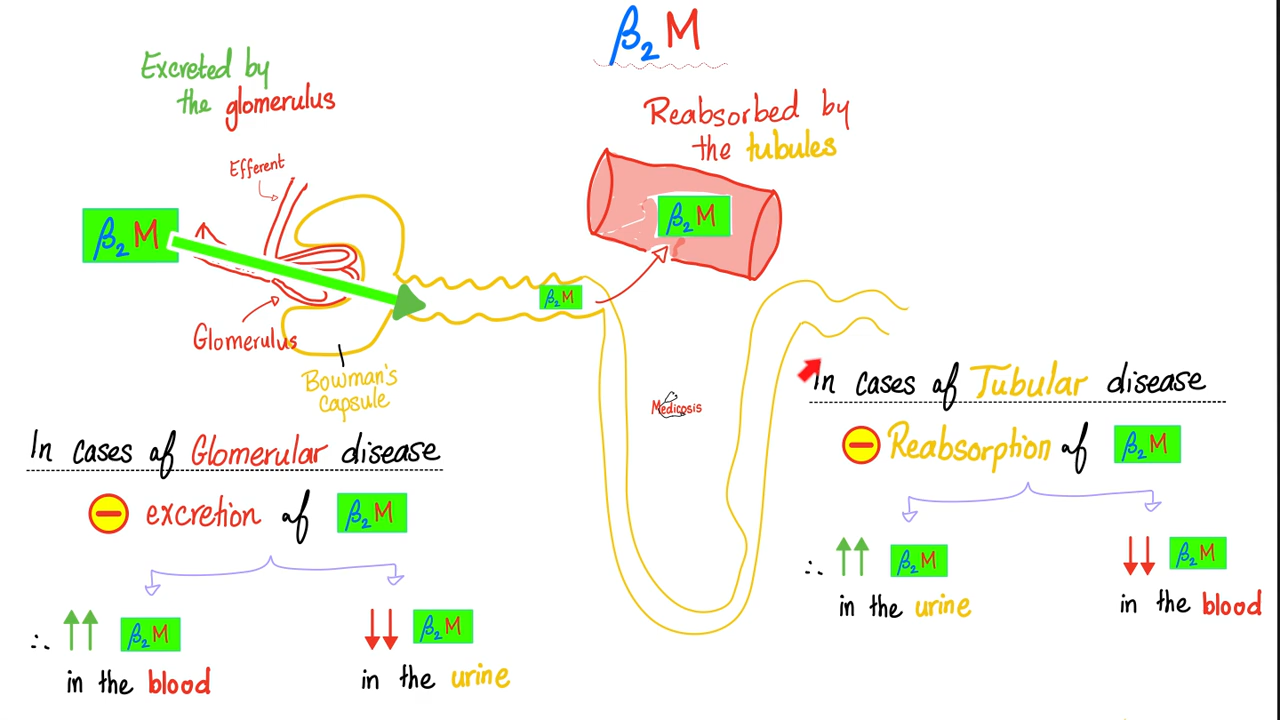 β₂M
Excreted by
the glomerulus
Reabsorbed by
the tubules
Efferent
β₂M
β₂M
β₂M
Glomerulus
Bowman's
capsule
Medicosis
In cases of Glomerular disease
− excretion of β₂M
∴ ↑↑ β₂M
in the blood
↓↓ β₂M
in the urine
In cases of Tubular disease
− Reabsorption of β₂M
∴ ↑↑ β₂M
in the urine
↓↓ β₂M
in the blood